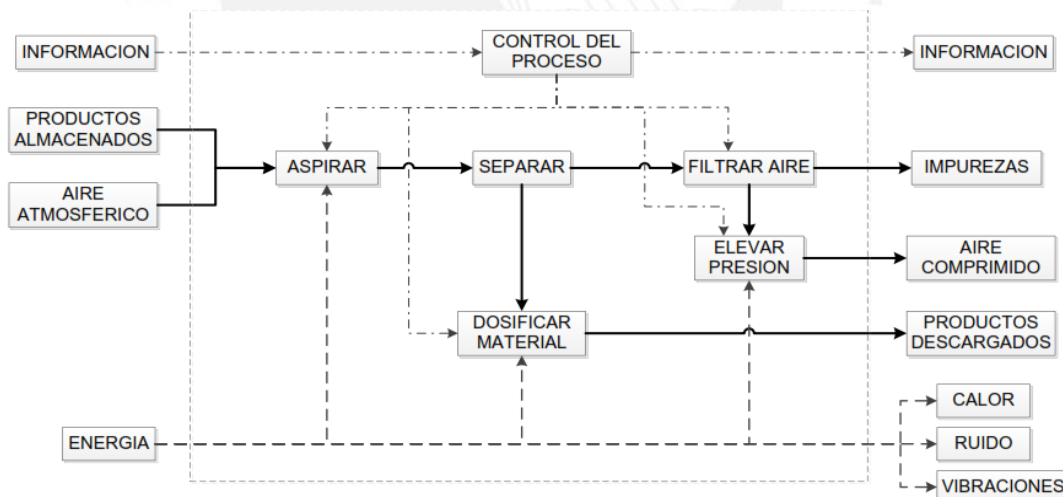 INFORMACION
CONTROL DEL
PROCESO
INFORMACION
PRODUCTOS
ALMACENADOS
AIRE
ATMOSFERICO
ASPIRAR
SEPARAR
FILTRAR AIRE
IMPUREZAS
ELEVAR
PRESION
AIRE
COMPRIMIDO
DOSIFICAR
MATERIAL
PRODUCTOS
DESCARGADOS
ENERGIA
CALOR
RUIDO
VIBRACIONES